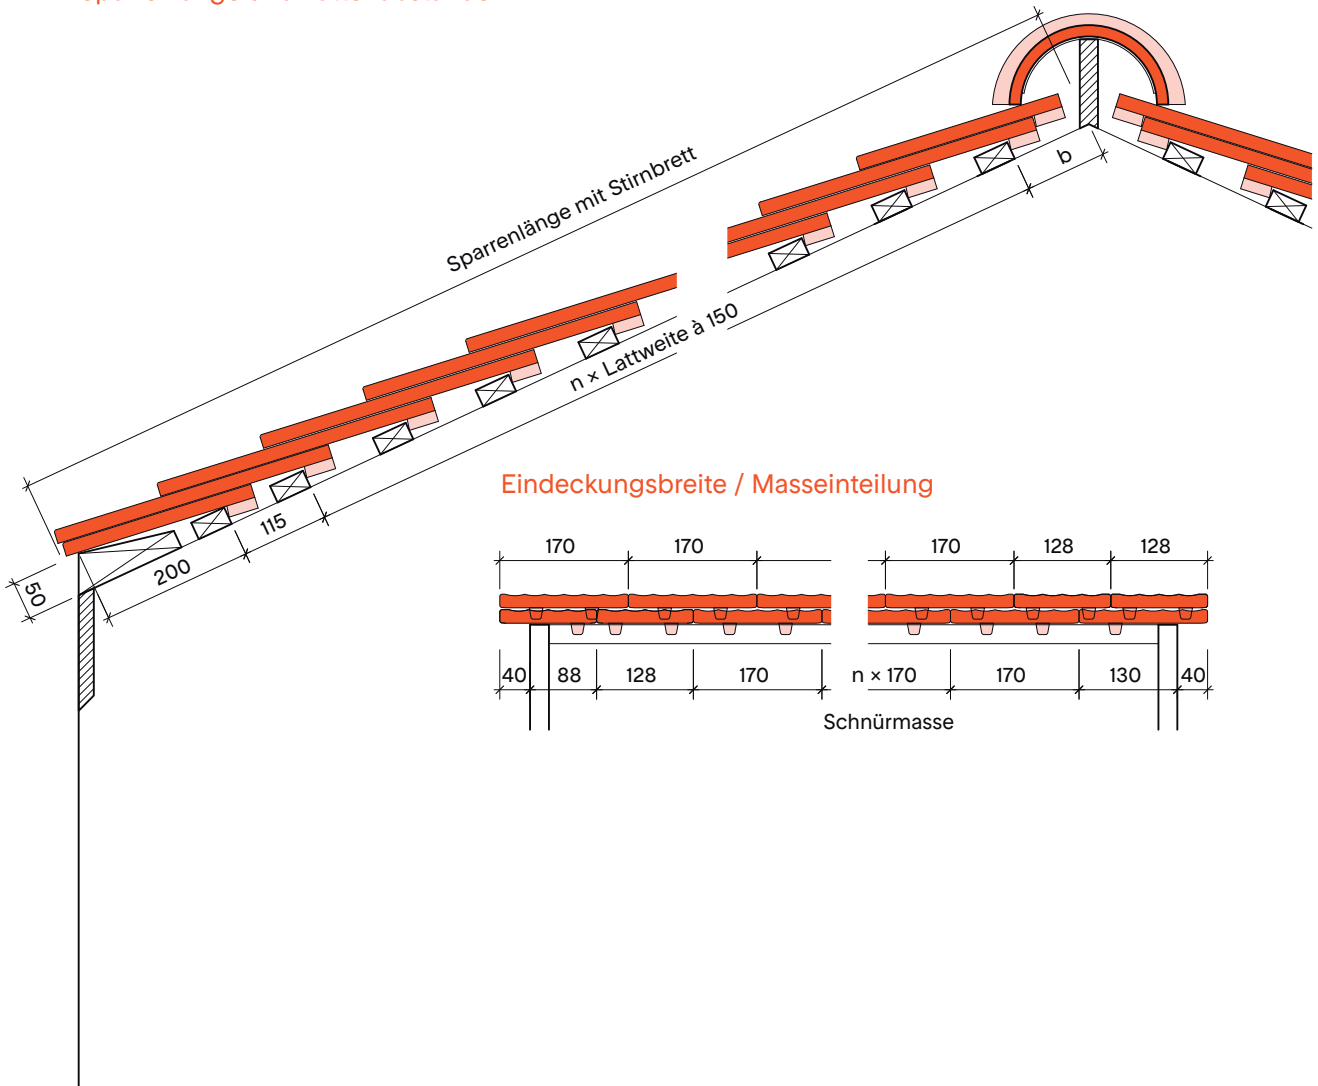 Sparrenlänge mit Stirnbrett
b
n × Lattweite à 150
115
200
50
Eindeckungsbreite / Masseinteilung
170 170 170 128 128
40 88 128 170 n × 170 170 130 40
Schnürmasse